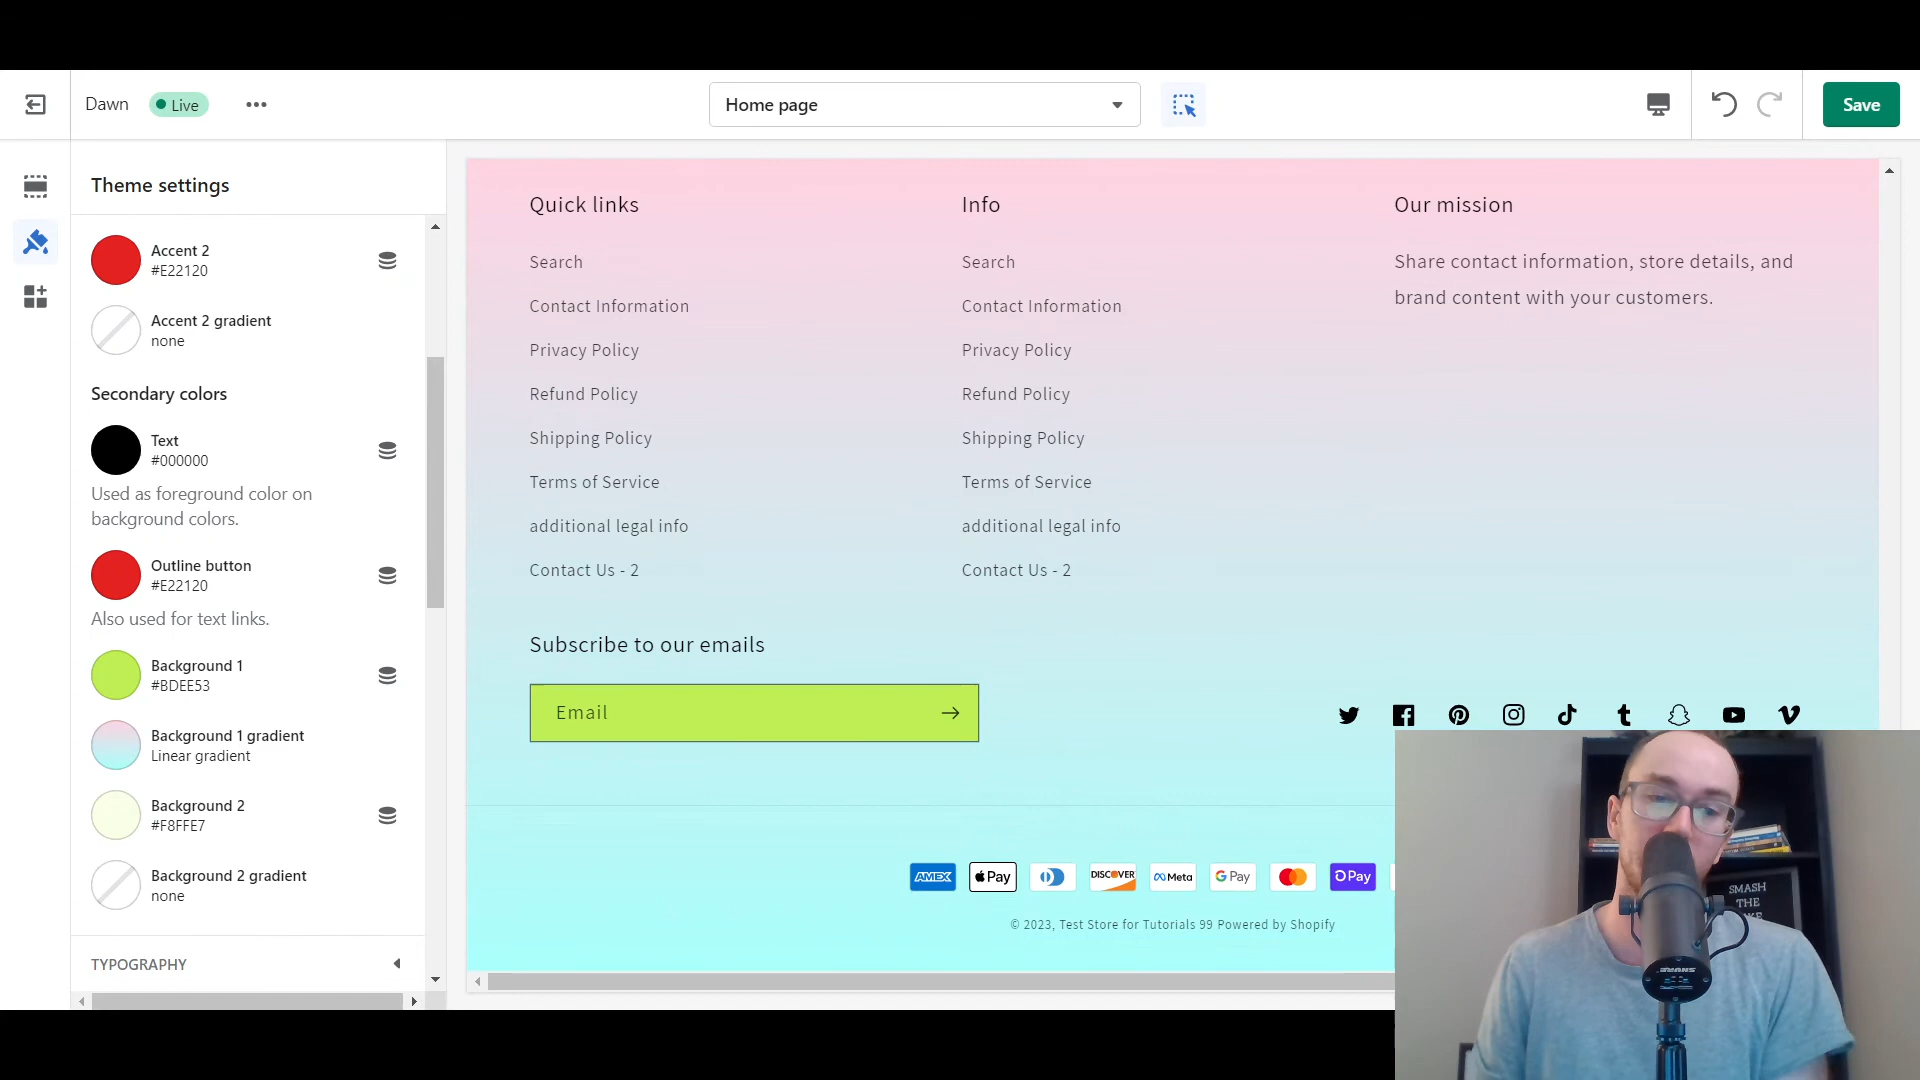 Dawn
Live
Home page
Save
Theme settings
Accent 2
#E22120
Accent 2 gradient
none
Secondary colors
Text
#000000
Used as foreground color on
background colors.
Outline button
#E22120
Also used for text links.
Background 1
#BDEE53
Background 1 gradient
Linear gradient
Background 2
#F8FFE7
Background 2 gradient
none
TYPOGRAPHY
Quick links
Search
Contact Information
Privacy Policy
Refund Policy
Shipping Policy
Terms of Service
additional legal info
Contact Us - 2
Info
Search
Contact Information
Privacy Policy
Refund Policy
Shipping Policy
Terms of Service
additional legal info
Contact Us - 2
Our mission
Share contact information, store details, and
brand content with your customers.
Subscribe to our emails
Email
AMEX
Pay
DISCOVER
Meta
G Pay
Pay
© 2023, Test Store for Tutorials 99 Powered by Shopify
SMASH
THE
SHURE